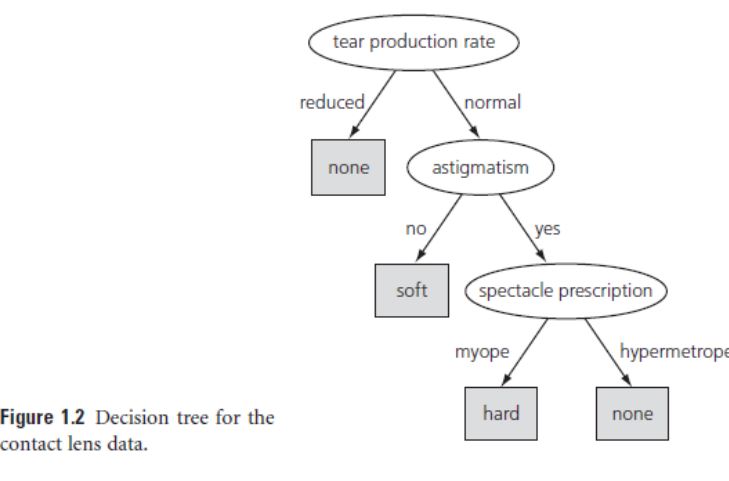 tear production rate
reduced normal
none astigmatism
no yes
soft spectacle prescription
myope hypermetrope
hard none
Figure 1.2 Decision tree for the
contact lens data.